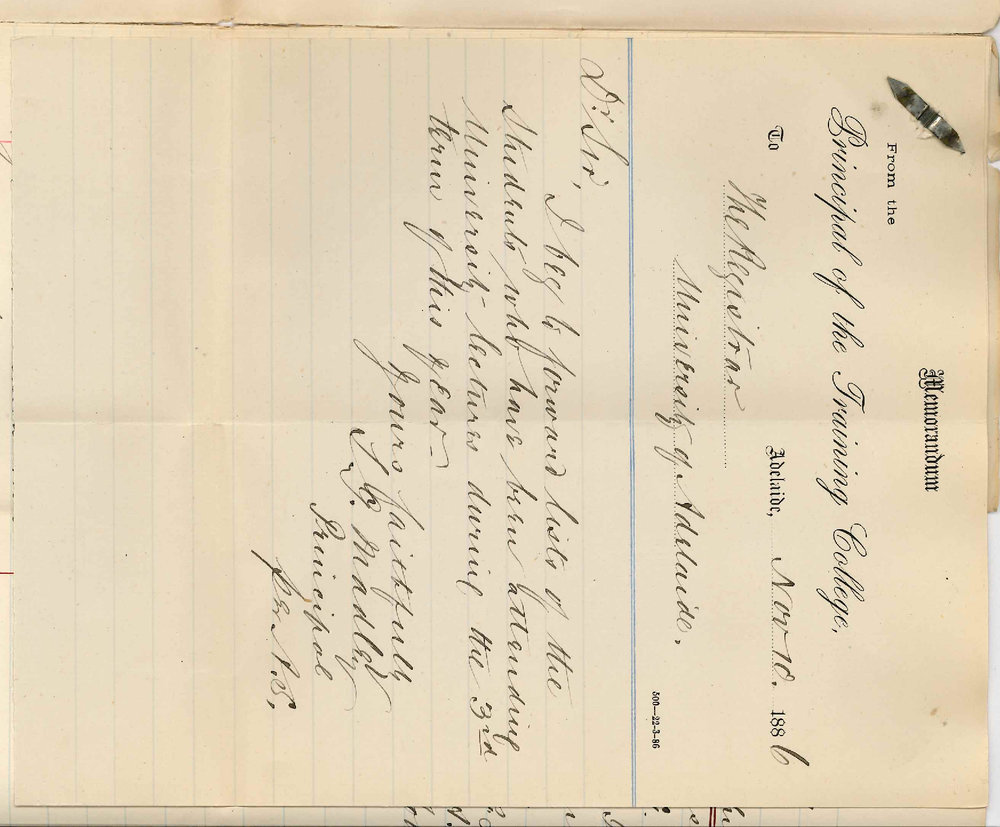 Memorandum
From the
Principal of the Training College,
To Adelaide, Nov 10. 1886
The Registrar
University of Adelaide.
500—22-3-86
Dr Sir,
I beg to forward lists of the
students who have been attending
University lectures during the 3rd
term of this year—
Yours faithfully
L. G. Madley
Principal
per A.S.